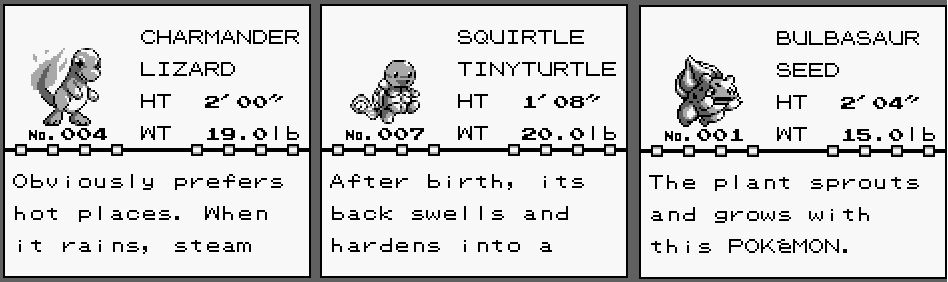 CHARMANDER
LIZARD
HT 2′00″
No.004 WT 19.0lb
Obviously prefers
hot places. When
it rains, steam
SQUIRTLE
TINYTURTLE
HT 1′08″
No.007 WT 20.0lb
After birth, its
back swells and
hardens into a
BULBASAUR
SEED
HT 2′04″
No.001 WT 15.0lb
The plant sprouts
and grows with
this POKéMON.